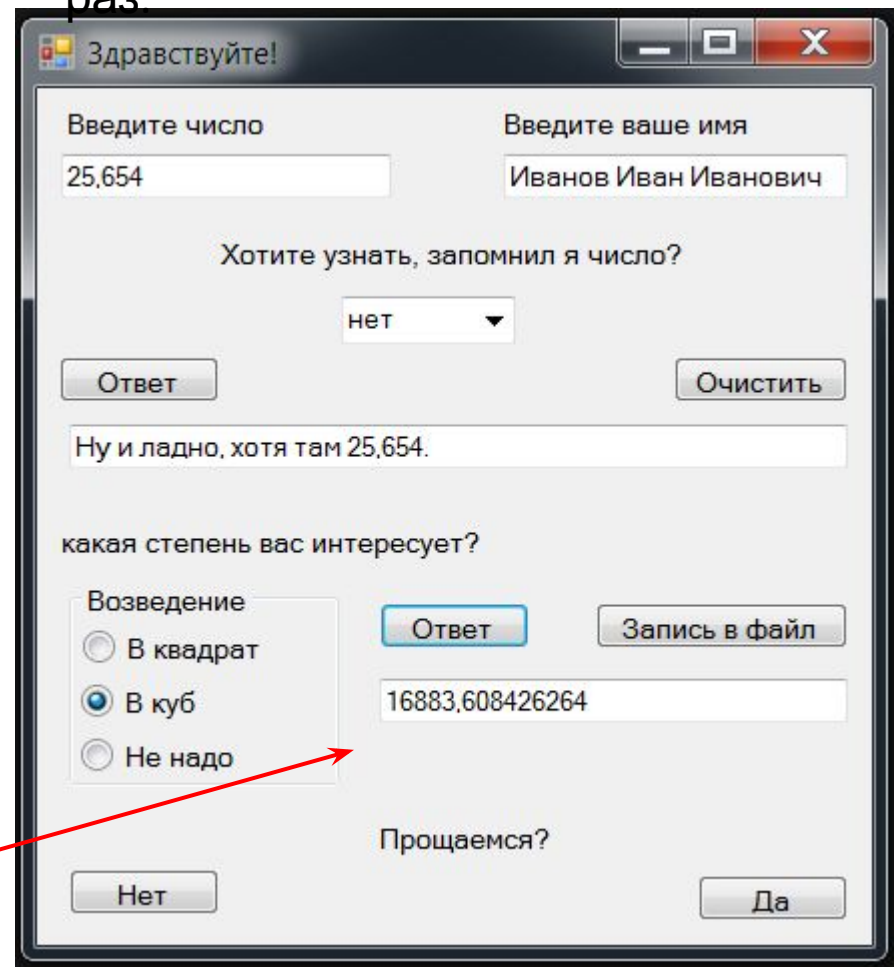 раз.
Здравствуйте!
Введите число Введите ваше имя
25,654 Иванов Иван Иванович
Хотите узнать, запомнил я число?
нет
Ответ Очистить
Ну и ладно, хотя там 25,654.
какая степень вас интересует?
Возведение
Ответ Запись в файл
В квадрат
В куб 16883,608426264
Не надо
Прощаемся?
Нет Да